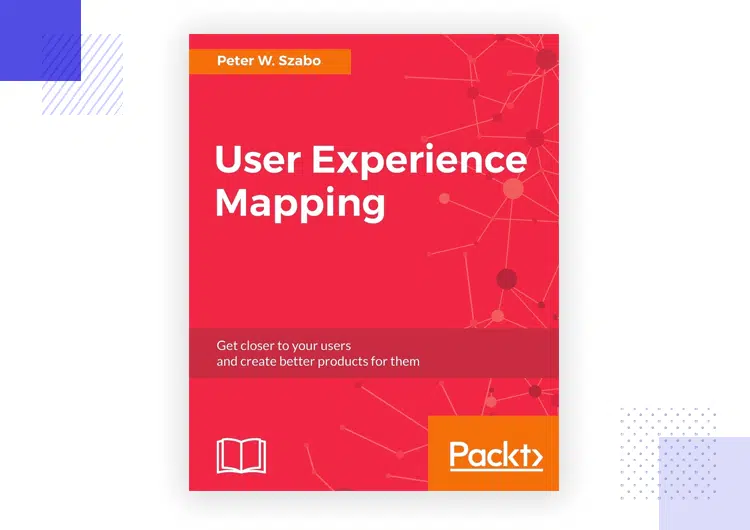 Peter W. Szabo
User Experience
Mapping
Get closer to your users
and create better products for them
Packt>